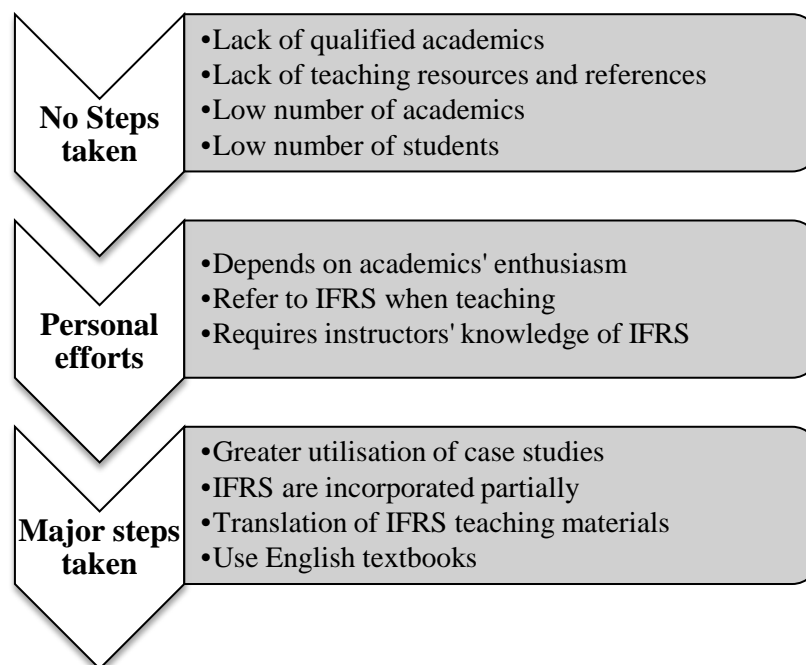 No Steps
taken
•Lack of qualified academics
•Lack of teaching resources and references
•Low number of academics
•Low number of students
Personal
efforts
•Depends on academics' enthusiasm
•Refer to IFRS when teaching
•Requires instructors' knowledge of IFRS
Major steps
taken
•Greater utilisation of case studies
•IFRS are incorporated partially
•Translation of IFRS teaching materials
•Use English textbooks